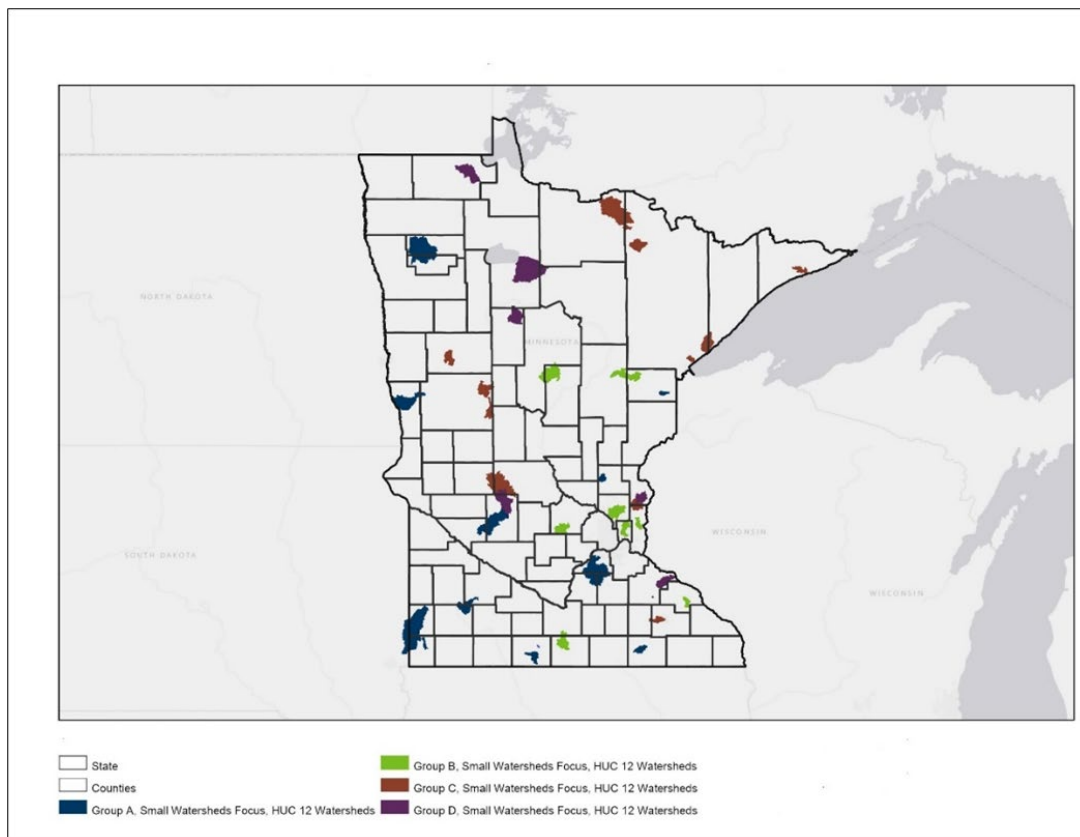 NORTH DAKOTA
MINNESOTA
SOUTH DAKOTA
WISCONSIN
WISCONSIN
State
Counties
Group A, Small Watersheds Focus, HUC 12 Watersheds
Group B, Small Watersheds Focus, HUC 12 Watersheds
Group C, Small Watersheds Focus, HUC 12 Watersheds
Group D, Small Watersheds Focus, HUC 12 Watersheds